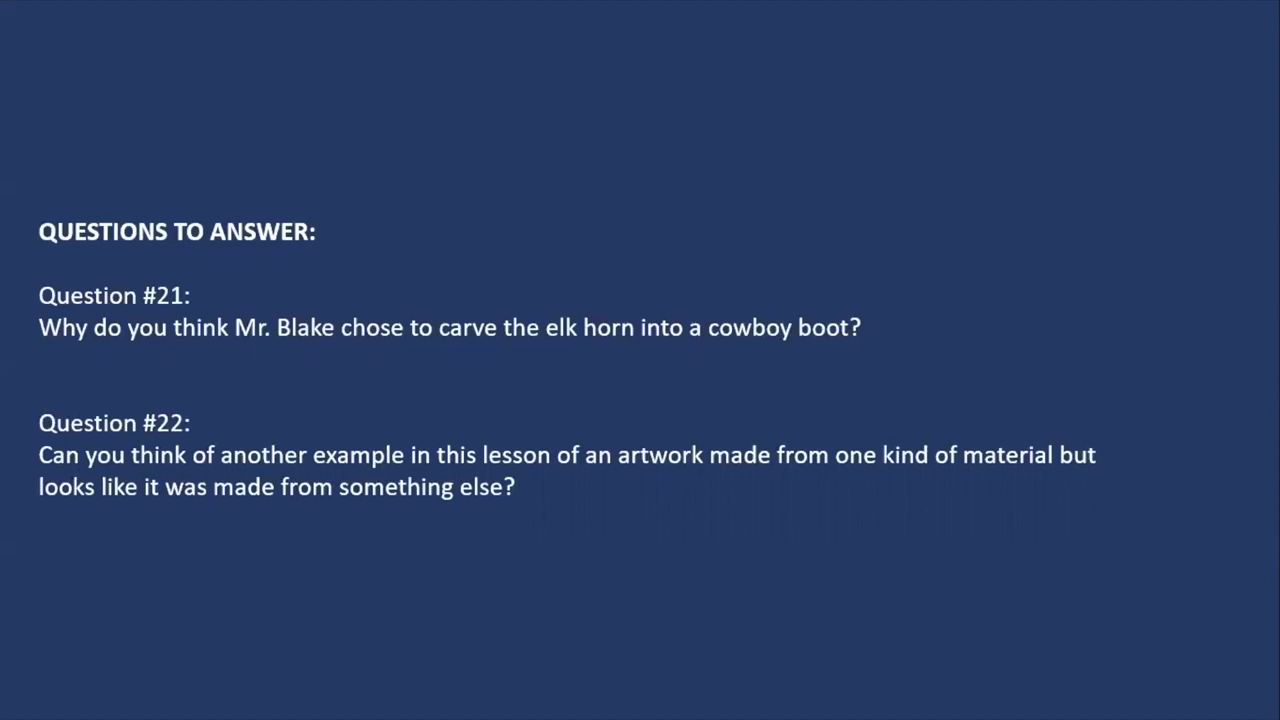 QUESTIONS TO ANSWER:
Question #21:
Why do you think Mr. Blake chose to carve the elk horn into a cowboy boot?
Question #22:
Can you think of another example in this lesson of an artwork made from one kind of material but
looks like it was made from something else?